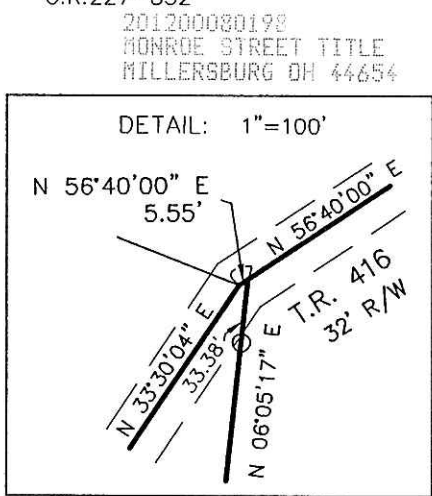 201200080198
MONROE STREET TITLE
MILLERSBURG OH 44654
DETAIL: 1"=100'
N 56°40'00" E
5.55'
N 56°40'00" E
T.R. 416
32' R/W
N 33°30'04" E
33.38'
N 06°05'17" E